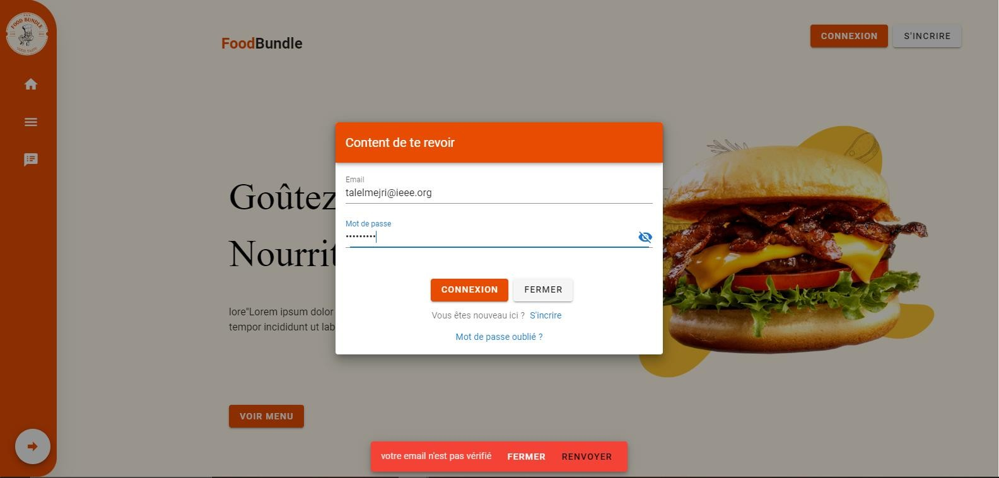 FOOD BUNDLE
GOOD TASTE
FoodBundle
CONNEXION
S'INCRIRE
Content de te revoir
Email
talelmejri@ieee.org
Mot de passe
•••••••••
CONNEXION
FERMER
Vous êtes nouveau ici ? S'incrire
Mot de passe oublié ?
Goûtez
Nourrit
lore"Lorem ipsum dolor
tempor incididunt ut lab
VOIR MENU
votre email n'est pas vérifié
FERMER
RENVOYER